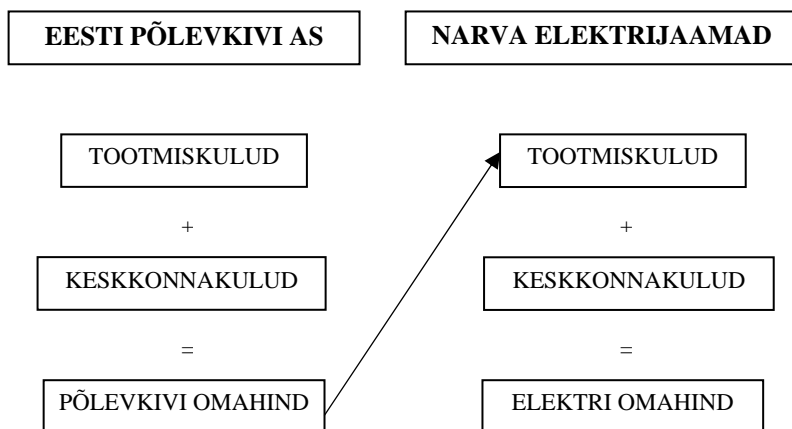 EESTI PÕLEVKIVI AS
NARVA ELEKTRIJAAMAD
TOOTMISKULUD
TOOTMISKULUD
+
+
KESKKONNAKULUD
KESKKONNAKULUD
=
=
PÕLEVKIVI OMAHIND
ELEKTRI OMAHIND